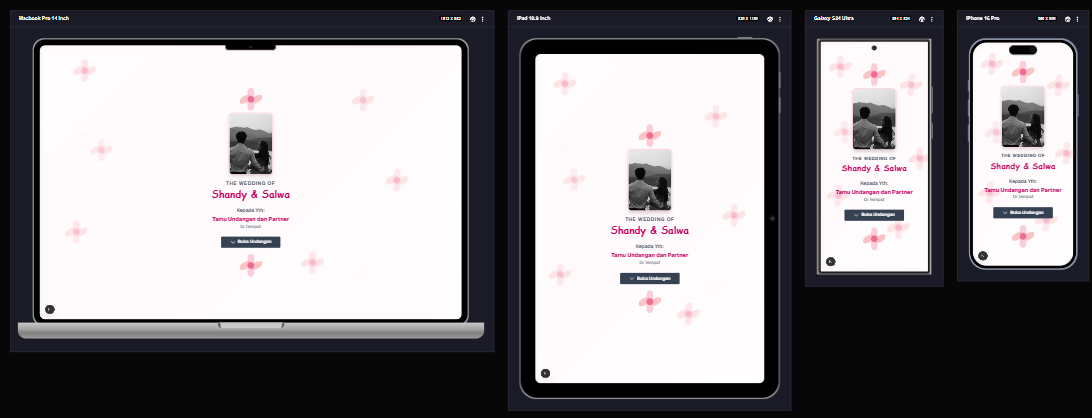 Macbook Pro 14 Inch
THE WEDDING OF
Shandy & Salwa
Kepada Yth:
Tamu Undangan dan Partner
Di Tempat
Buka Undangan
iPad 10.9 Inch
THE WEDDING OF
Shandy & Salwa
Kepada Yth:
Tamu Undangan dan Partner
Di Tempat
Buka Undangan
Galaxy S24 Ultra
THE WEDDING OF
Shandy & Salwa
Kepada Yth:
Tamu Undangan dan Partner
Di Tempat
Buka Undangan
iPhone 16 Pro
THE WEDDING OF
Shandy & Salwa
Kepada Yth:
Tamu Undangan dan Partner
Di Tempat
Buka Undangan